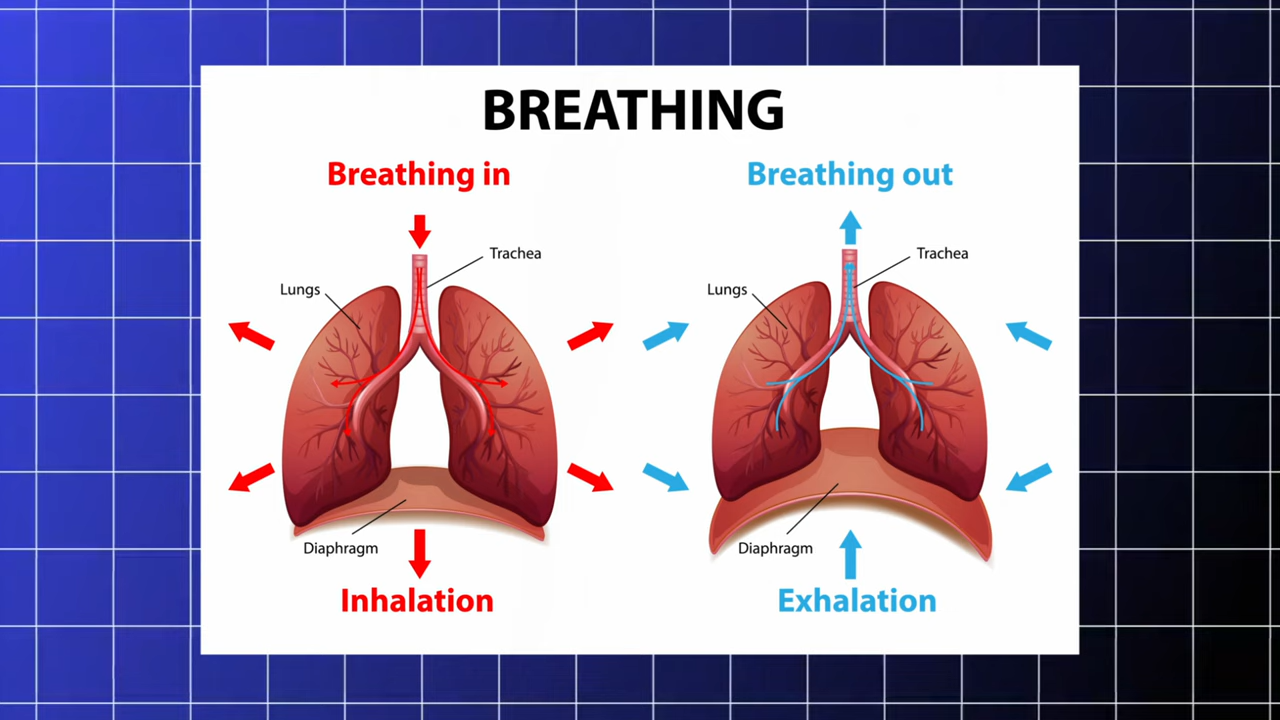 BREATHING
Breathing in
Trachea
Lungs
Diaphragm
Inhalation
Breathing out
Trachea
Lungs
Diaphragm
Exhalation